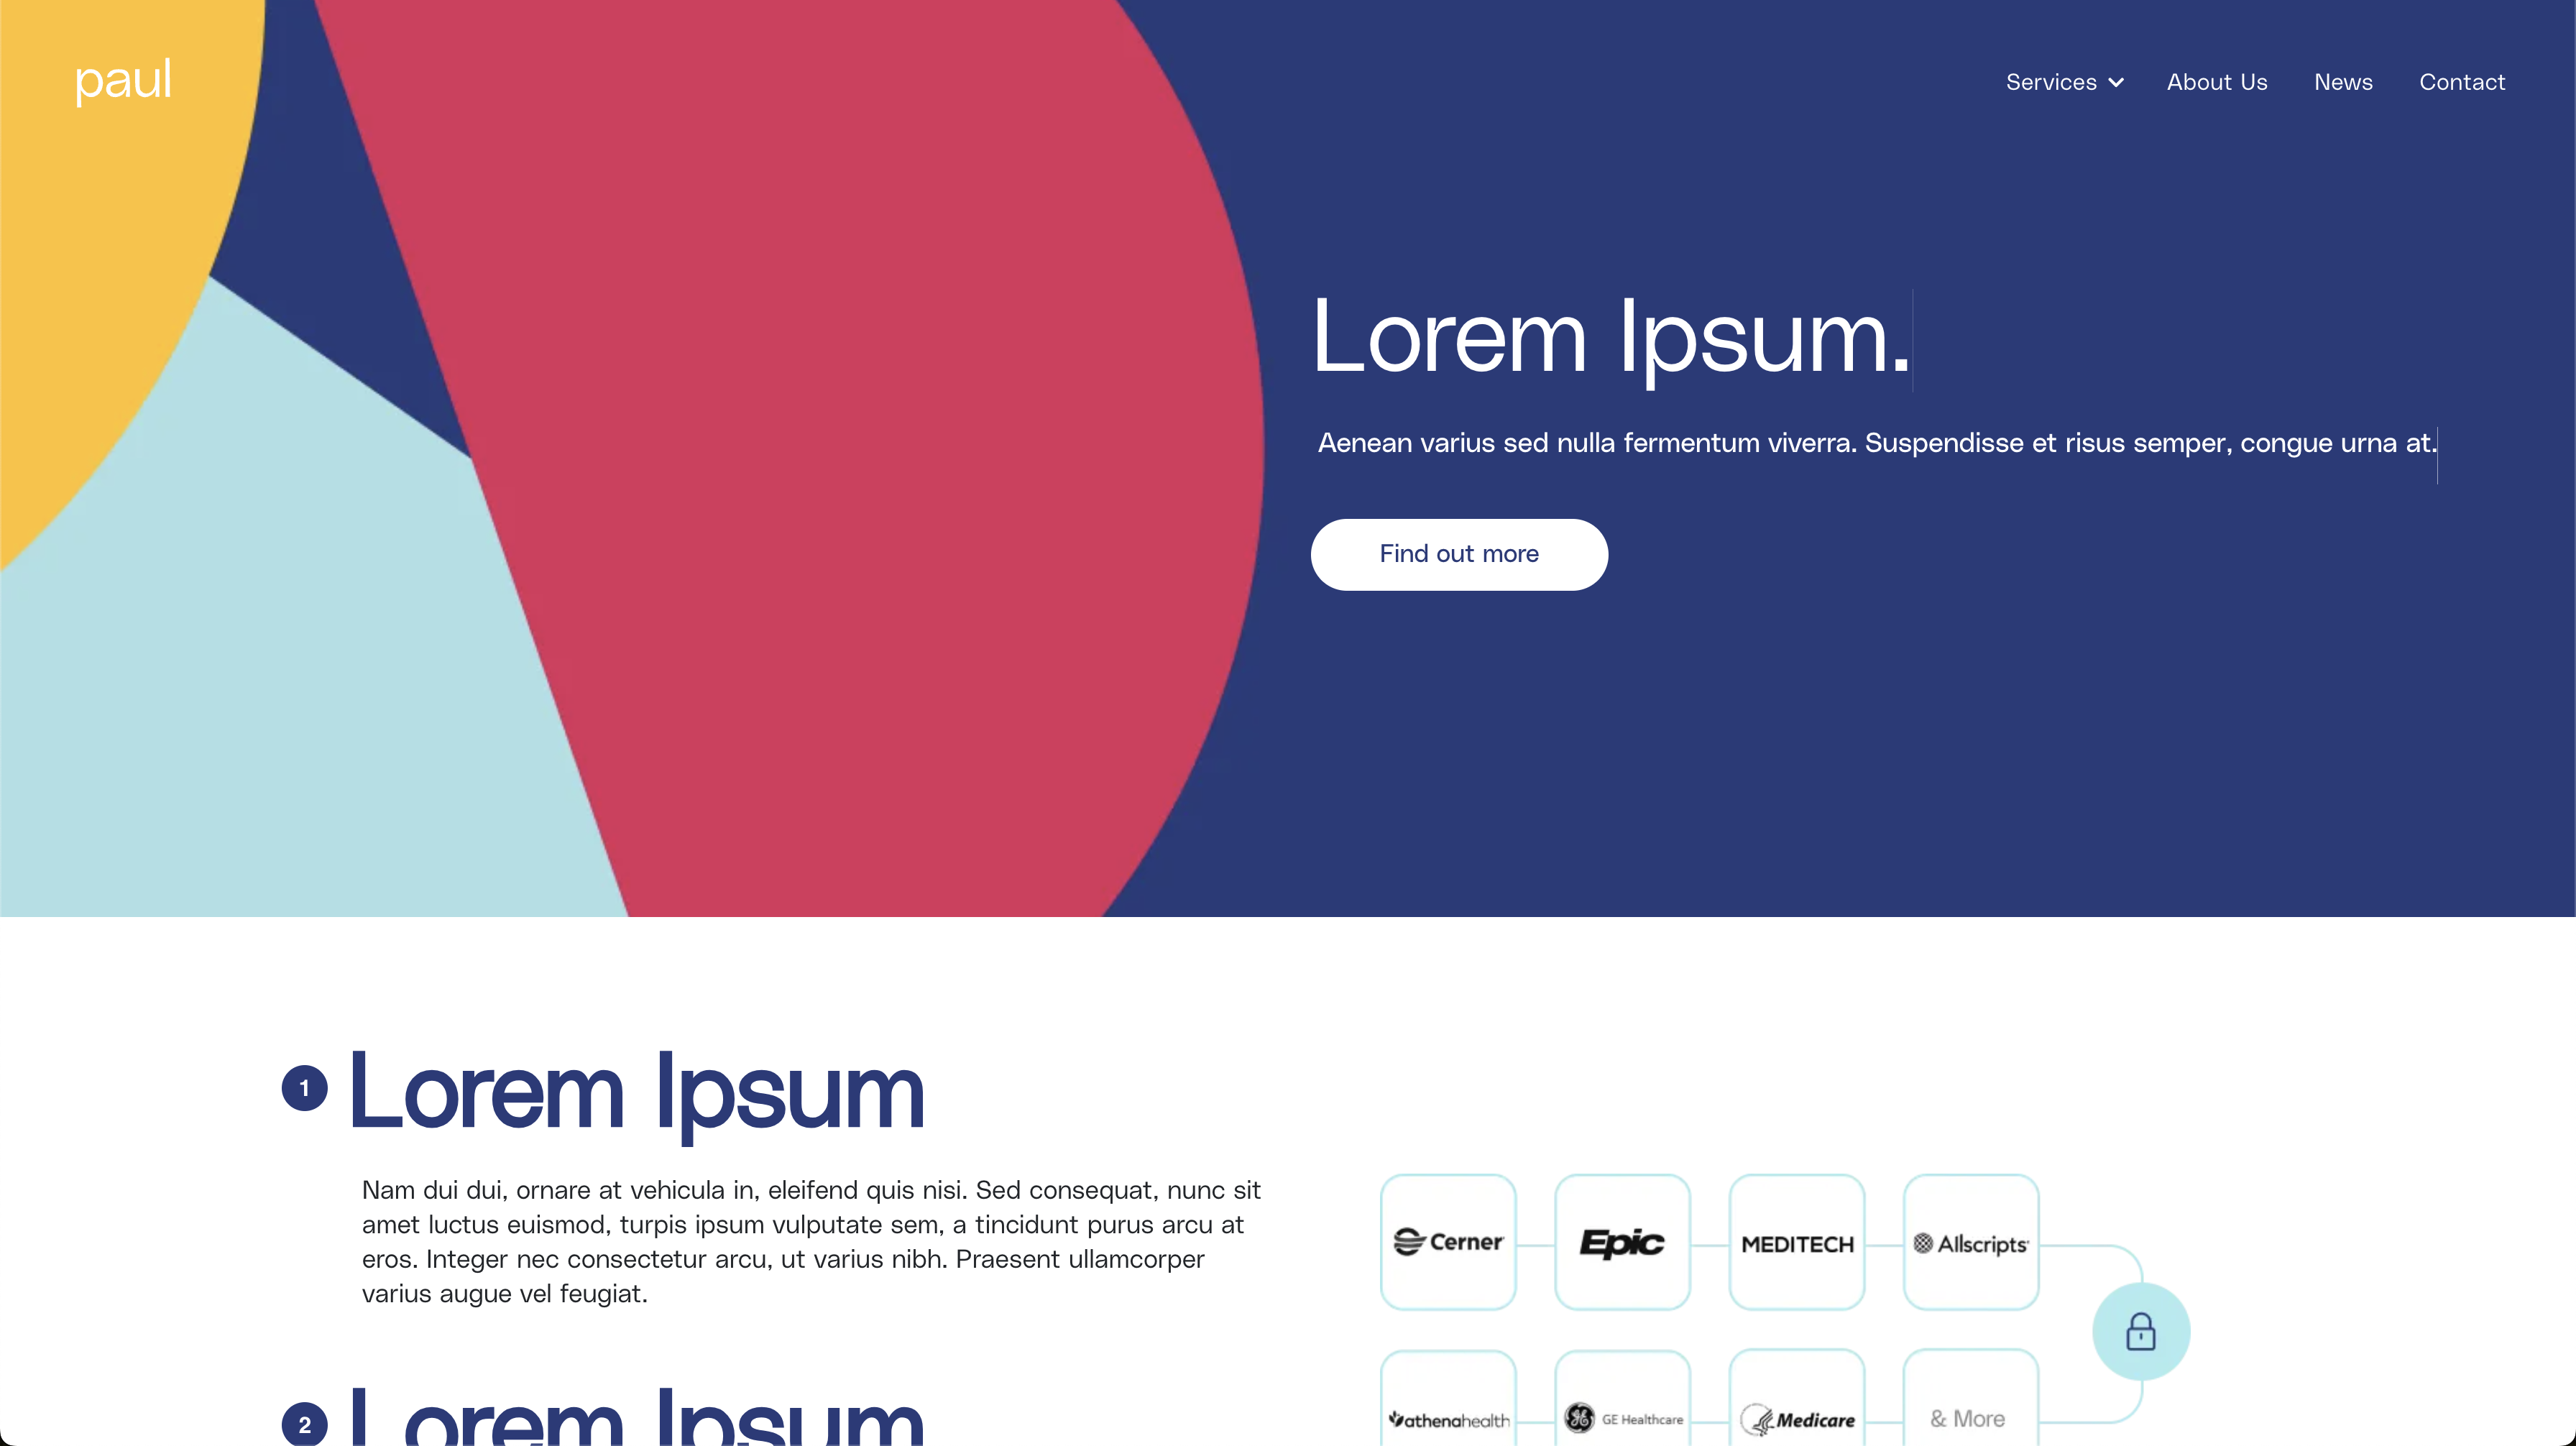 paul
Services
About Us
News
Contact
Lorem Ipsum.
Aenean varius sed nulla fermentum viverra. Suspendisse et risus semper, congue urna at.
Find out more
1
Lorem Ipsum
Nam dui dui, ornare at vehicula in, eleifend quis nisi. Sed consequat, nunc sit
amet luctus euismod, turpis ipsum vulputate sem, a tincidunt purus arcu at
eros. Integer nec consectetur arcu, ut varius nibh. Praesent ullamcorper
varius augue vel feugiat.
2
Lorem Ipsum
Cerner
Epic
MEDITECH
Allscripts
athenahealth
GE Healthcare
Medicare
& More